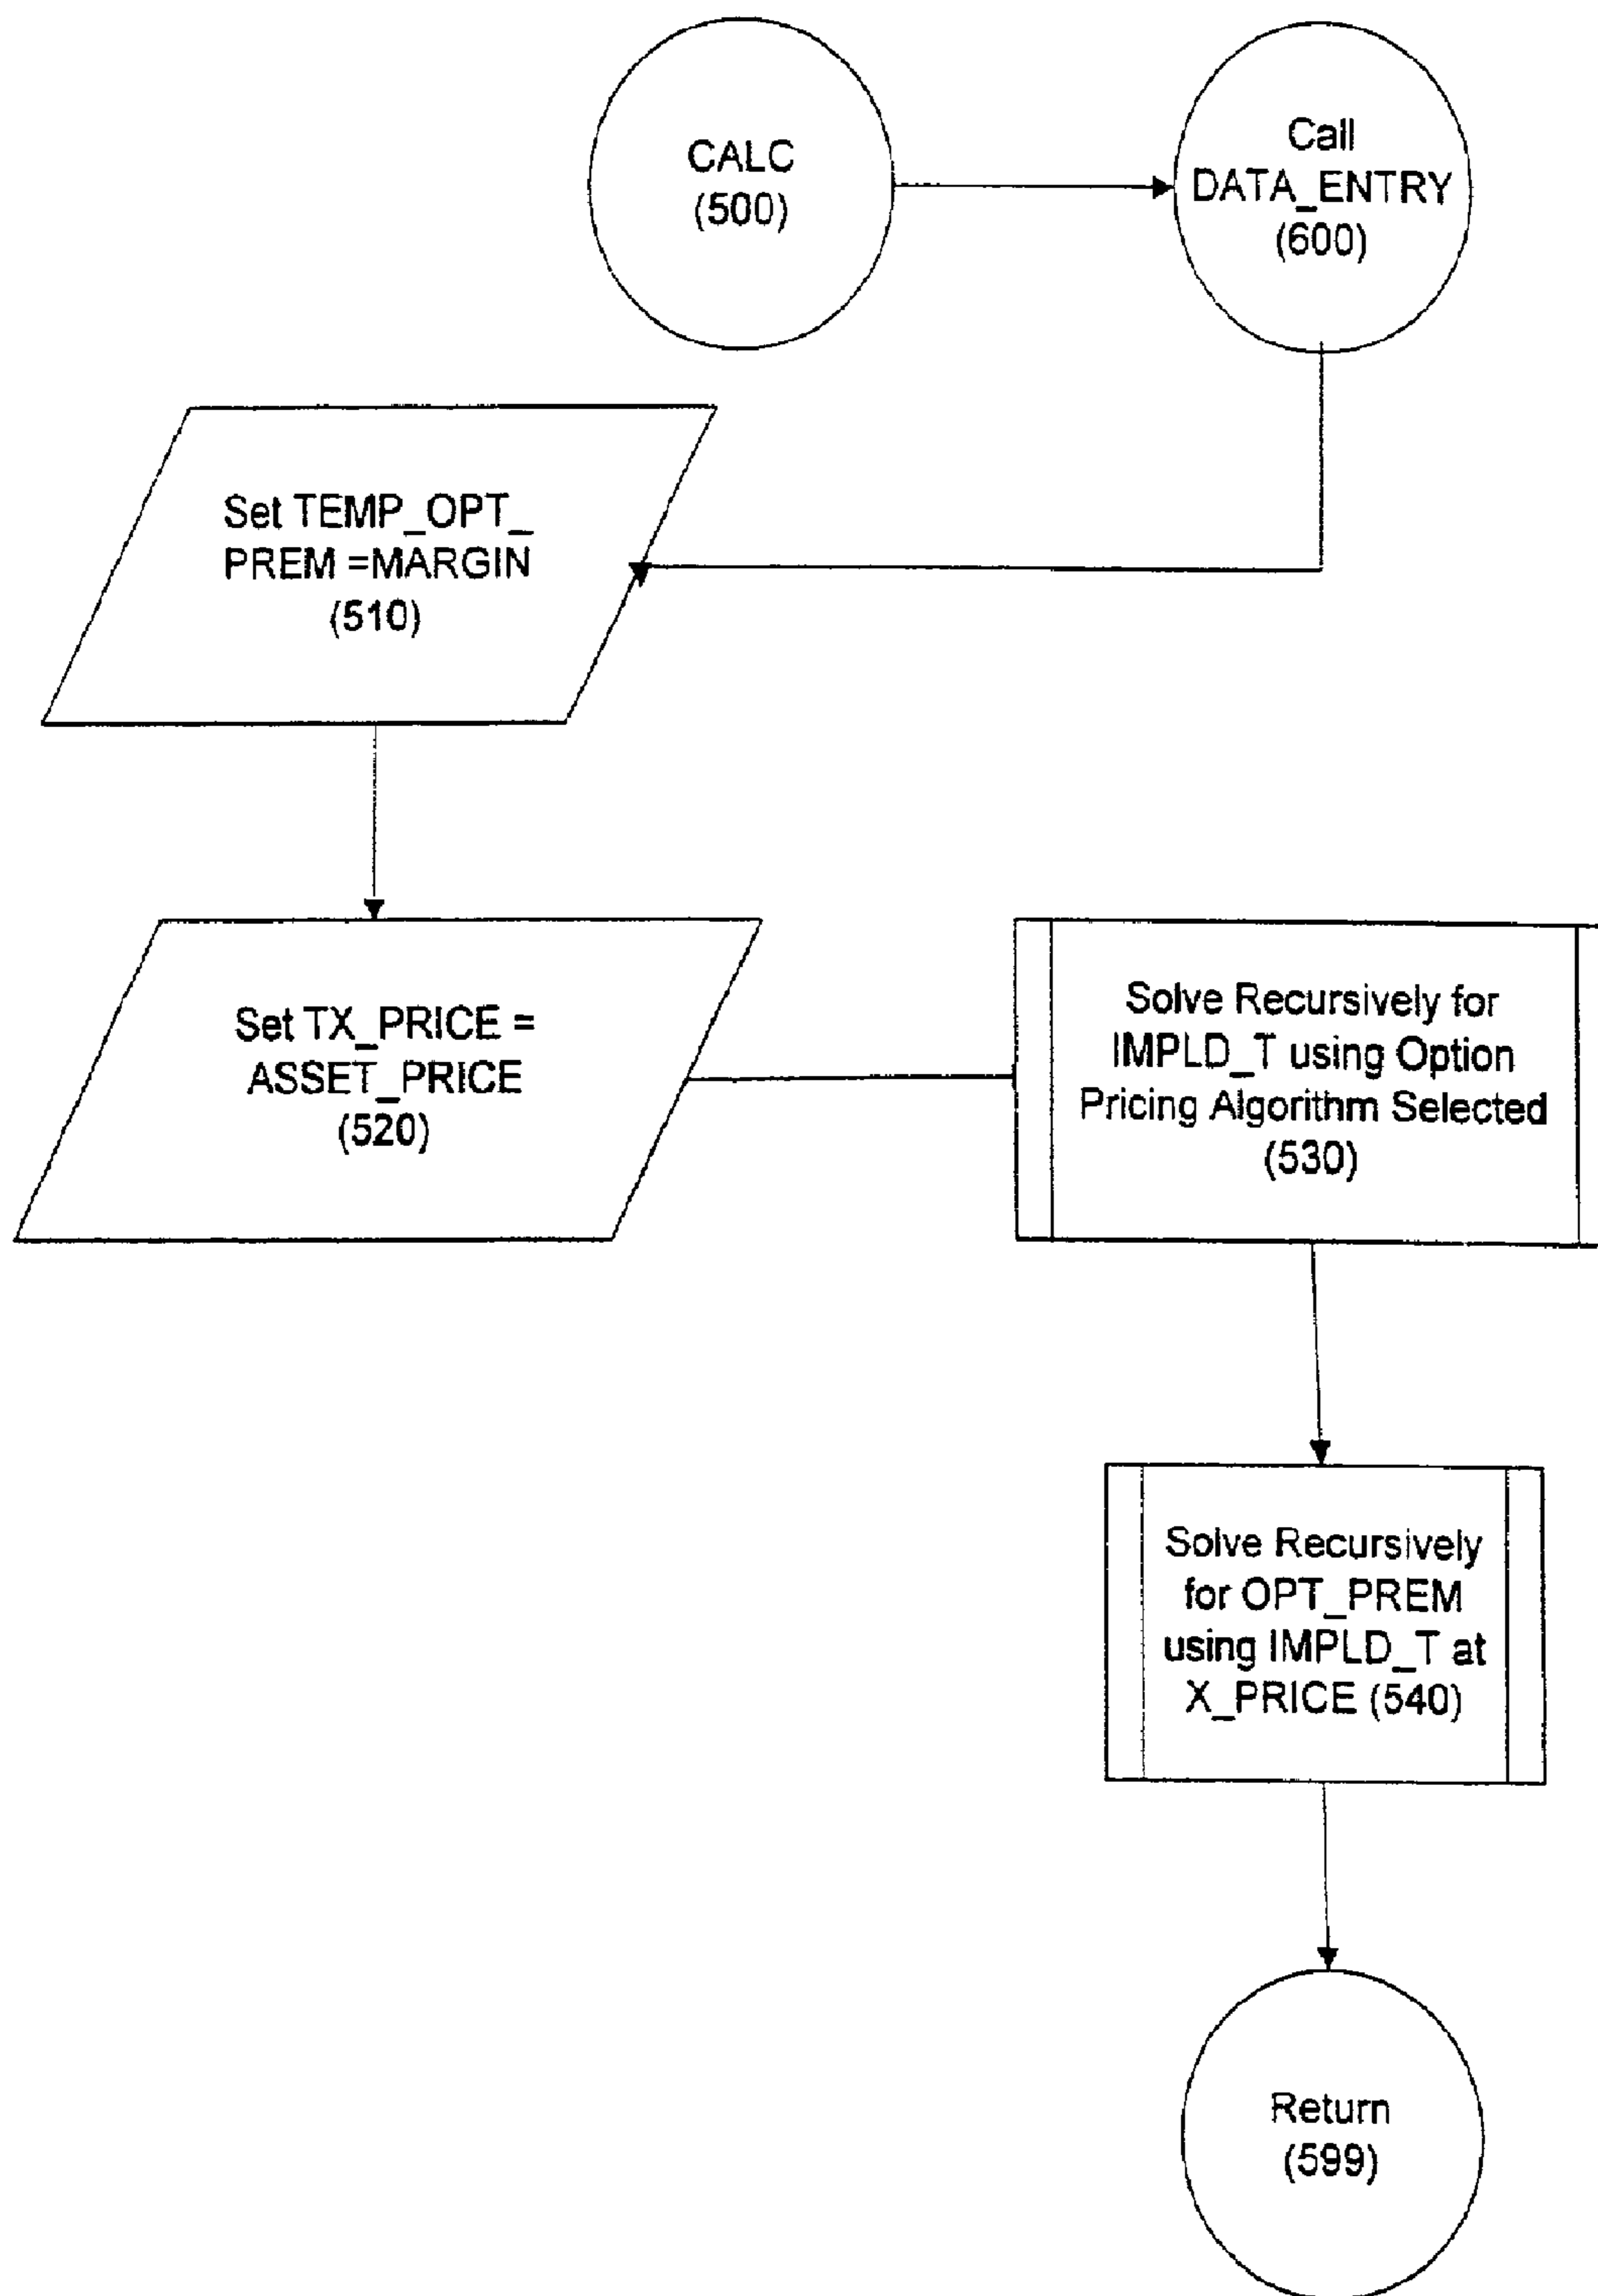 CALC
(500)
Call
DATA_ENTRY
(600)
Set TEMP_OPT_
PREM =MARGIN
(510)
Set TX_PRICE =
ASSET_PRICE
(520)
Solve Recursively for
IMPLD_T using Option
Pricing Algorithm Selected
(530)
Solve Recursively
for OPT_PREM
using IMPLD_T at
X_PRICE (540)
Return
(599)